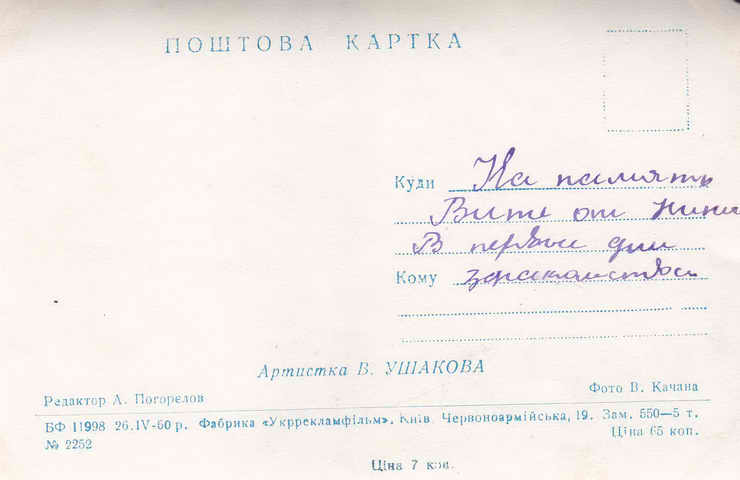 ПОШТОВА КАРТКА
Куди На память
Вите от Нины
В первые дни
Кому знакомства
Артистка В. УШАКОВА
Редактор А. Погорєлов
Фото В. Качана
БФ 11998 26.IV-60 р. Фабрика «Укррекламфільм», Київ, Червоноармійська, 19. Зам. 550—5 т.
№ 2252
Ціна 65 коп.
Ціна 7 коп.